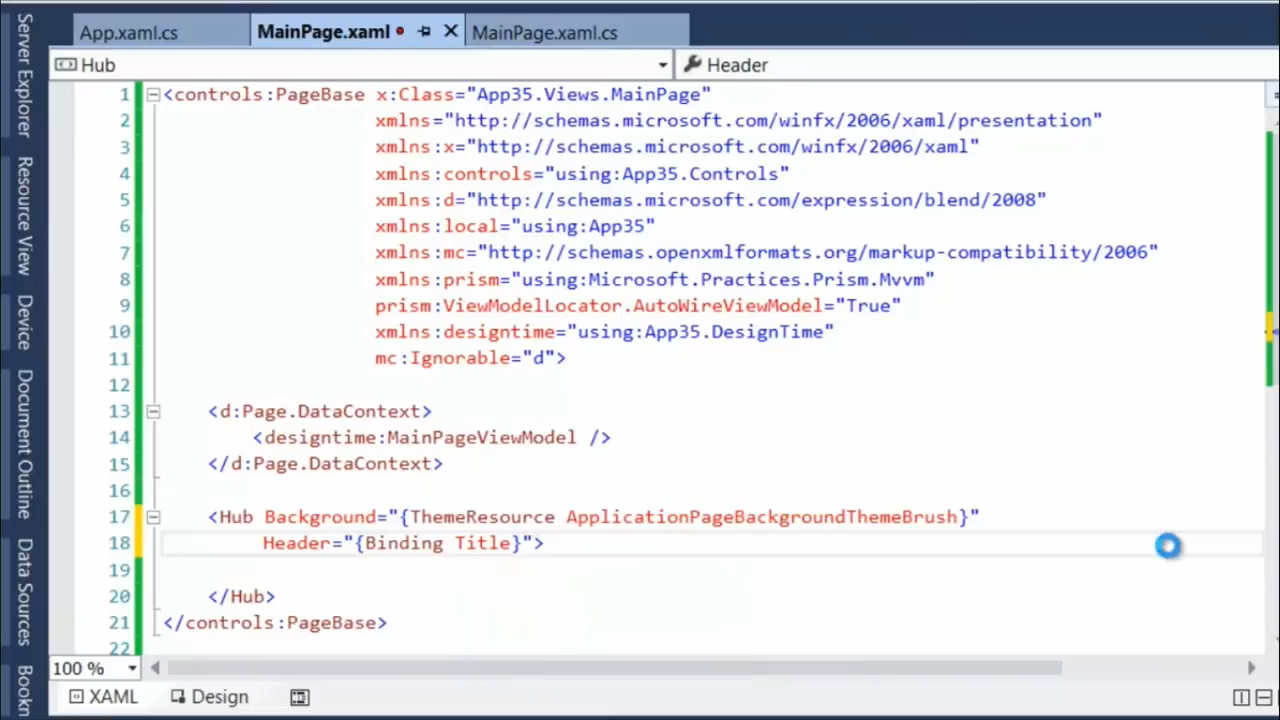 App.xaml.cs
MainPage.xaml
MainPage.xaml.cs
Hub
Header
Server Explorer
Resource View
Device
Document Outline
Data Sources
1 <controls:PageBase x:Class="App35.Views.MainPage"
2 xmlns="http://schemas.microsoft.com/winfx/2006/xaml/presentation"
3 xmlns:x="http://schemas.microsoft.com/winfx/2006/xaml"
4 xmlns:controls="using:App35.Controls"
5 xmlns:d="http://schemas.microsoft.com/expression/blend/2008"
6 xmlns:local="using:App35"
7 xmlns:mc="http://schemas.openxmlformats.org/markup-compatibility/2006"
8 xmlns:prism="using:Microsoft.Practices.Prism.Mvvm"
9 prism:ViewModelLocator.AutoWireViewModel="True"
10 xmlns:designtime="using:App35.DesignTime"
11 mc:Ignorable="d">
12
13 <d:Page.DataContext>
14 <designtime:MainPageViewModel />
15 </d:Page.DataContext>
16
17 <Hub Background="{ThemeResource ApplicationPageBackgroundThemeBrush}"
18 Header="{Binding Title}">
19
20 </Hub>
21 </controls:PageBase>
22
100 %
XAML
Design